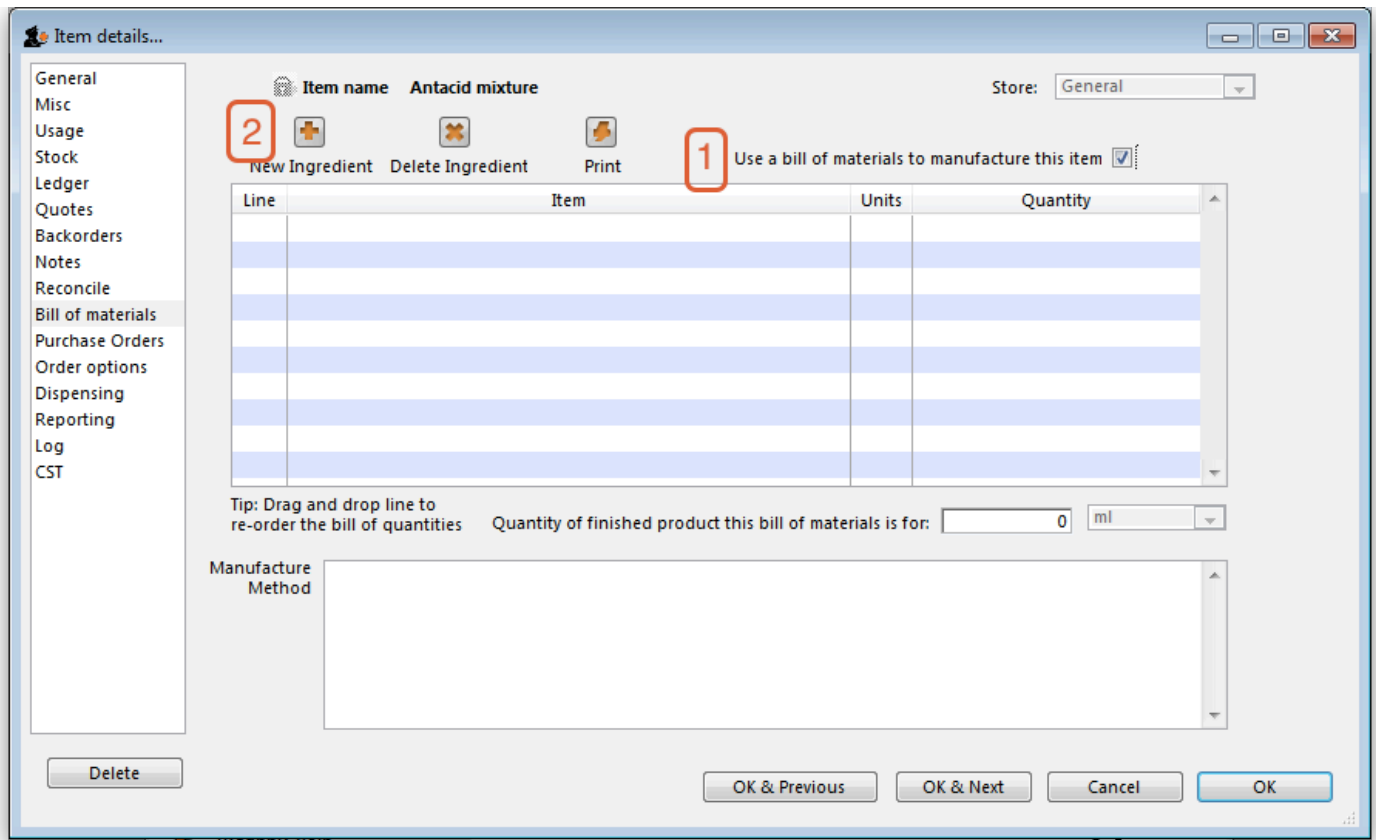 Item details...
General
Misc
Usage
Stock
Ledger
Quotes
Backorders
Notes
Reconcile
Bill of materials
Purchase Orders
Order options
Dispensing
Reporting
Log
CST
Delete
Item name Antacid mixture
Store: General
2
New Ingredient Delete Ingredient Print
1
Use a bill of materials to manufacture this item
Line Item Units Quantity
Tip: Drag and drop line to
re-order the bill of quantities
Quantity of finished product this bill of materials is for: 0 ml
Manufacture
Method
OK & Previous OK & Next Cancel OK